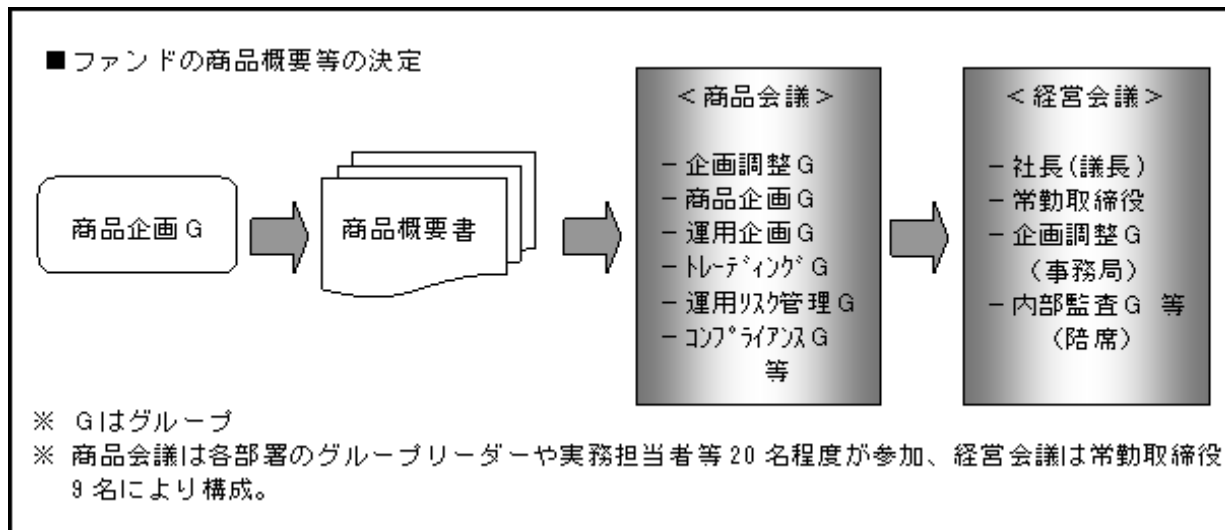 ■ファンドの商品概要等の決定
商品企画G
商品概要書
＜商品会議＞
－企画調整G
－商品企画G
－運用企画G
－ﾄﾚｰﾃﾞｨﾝｸﾞG
－運用ﾘｽｸ管理G
－ｺﾝﾌﾟﾗｲｱﾝｽG
等
＜経営会議＞
－社長(議長)
－常勤取締役
－企画調整G
（事務局）
－内部監査G 等
（陪席）
※ Gはグループ
※ 商品会議は各部署のグループリーダーや実務担当者等20名程度が参加、経営会議は常勤取締役
9名により構成。